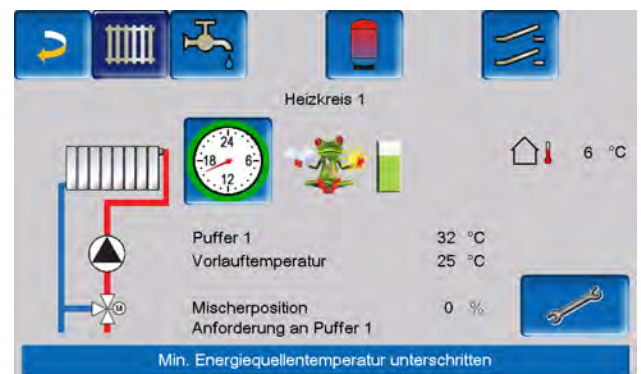 Heizkreis 1
24
18 6
12
6 °C
Puffer 1 32 °C
Vorlauftemperatur 25 °C
M
Mischerposition 0 %
Anforderung an Puffer 1
Min. Energiequellentemperatur unterschritten